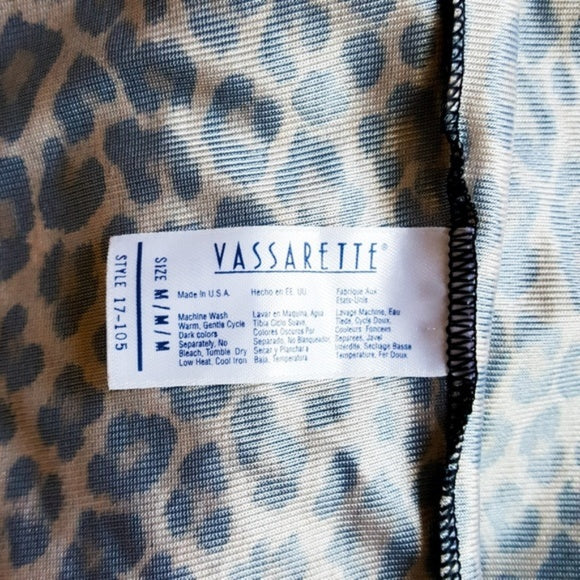 STYLE 17-105
SIZE M/M/M
VASSARETTE®
Made In U.S.A.
Machine Wash
Warm, Gentle Cycle
Dark colors
Separately, No
Bleach, Tumble Dry
Low Heat, Cool Iron
Hecho en EE. UU.
Lavar en Maquina, Agua
Tibia Ciclo Suave,
Colores Oscuros Por
Separado, No Blanqueador,
Secar y Planchar a
Baja, Temperatura
Fabrique Aux
Etats-Unis
Lavage Machine, Eau
Tiede, Cycle Doux,
Couleurs Foncees
Separees, Javel
Interdite, Sechage Basse
Temperature, Fer Doux